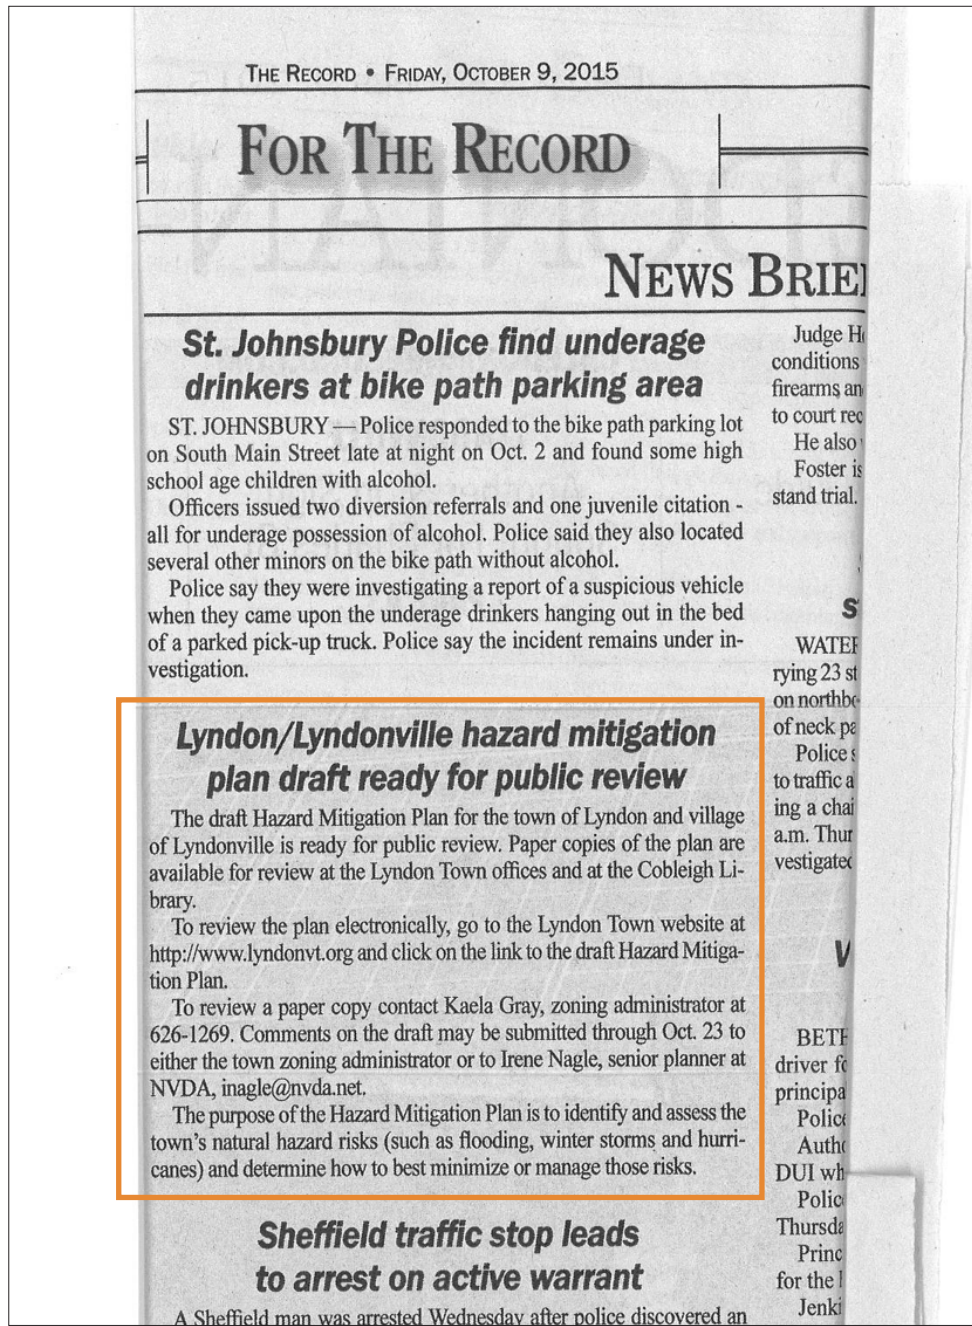 THE RECORD • FRIDAY, OCTOBER 9, 2015
FOR THE RECORD
NEWS
St. Johnsbury Police find underage
drinkers at bike path parking area
ST. JOHNSBURY — Police responded to the bike path parking lot
on South Main Street late at night on Oct. 2 and found some high
school age children with alcohol.
Officers issued two diversion referrals and one juvenile citation -
all for underage possession of alcohol. Police said they also located
several other minors on the bike path without alcohol.
Police say they were investigating a report of a suspicious vehicle
when they came upon the underage drinkers hanging out in the bed
of a parked pick-up truck. Police say the incident remains under in-
vestigation.
Lyndon/Lyndonville hazard mitigation
plan draft ready for public review
The draft Hazard Mitigation Plan for the town of Lyndon and village
of Lyndonville is ready for public review. Paper copies of the plan are
available for review at the Lyndon Town offices and at the Cobleigh Li-
brary.
To review the plan electronically, go to the Lyndon Town website at
http://www.lyndonvt.org and click on the link to the draft Hazard Mitiga-
tion Plan.
To review a paper copy contact Kaela Gray, zoning administrator at
626-1269. Comments on the draft may be submitted through Oct. 23 to
either the town zoning administrator or to Irene Nagle, senior planner at
NVDA, inagle@nvda.net.
The purpose of the Hazard Mitigation Plan is to identify and assess the
town's natural hazard risks (such as flooding, winter storms and hurri-
canes) and determine how to best minimize or manage those risks.
Sheffield traffic stop leads
to arrest on active warrant
A Sheffield man was arrested Wednesday after police discovered an
Judge
conditions
firearms
to court
He also
Foster is
stand trial.
rying 23
on
of neck
Police
to traffic a
ing a
a.m.
driver
DUI
for the